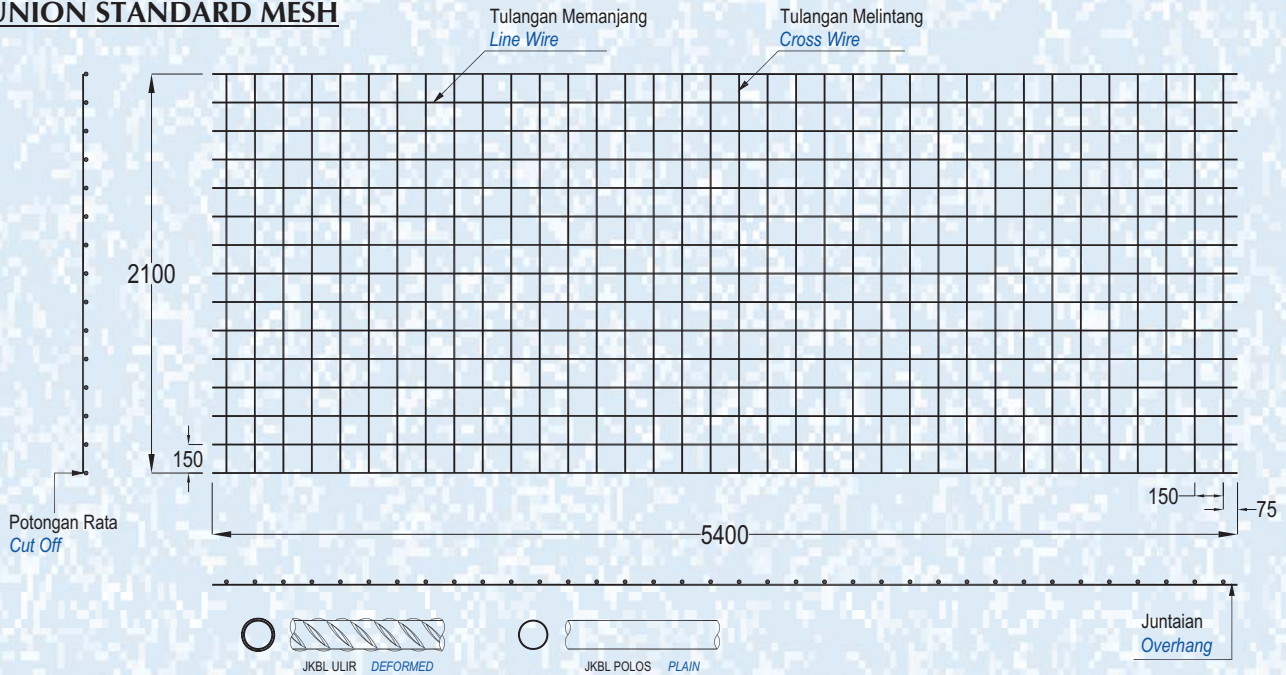 UNION STANDARD MESH
Tulangan Memanjang
Line Wire
Tulangan Melintang
Cross Wire
2100
150
150
75
Potongan Rata
Cut Off
5400
Juntaian
Overhang
JKBL ULIR DEFORMED
JKBL POLOS PLAIN